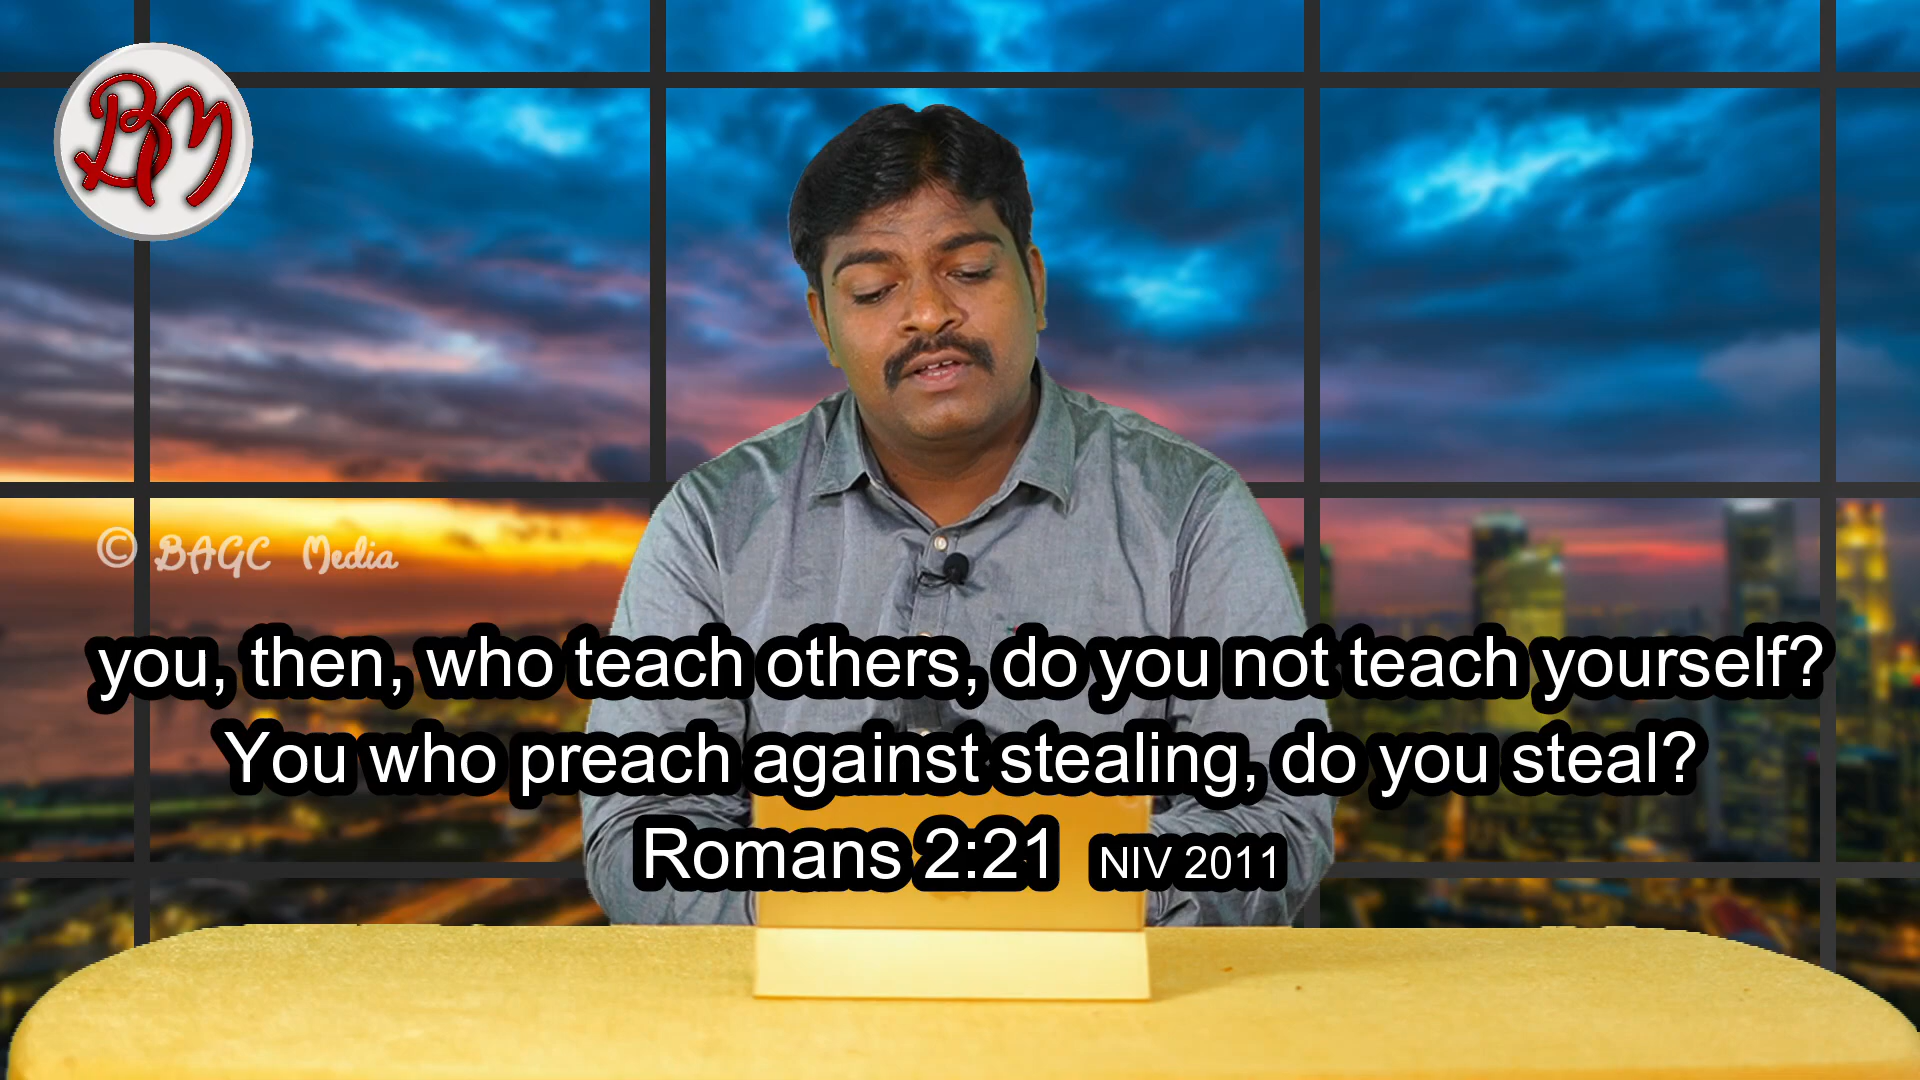 BM
© BAGC Media
you, then, who teach others, do you not teach yourself?
You who preach against stealing, do you steal?
Romans 2:21 NIV 2011